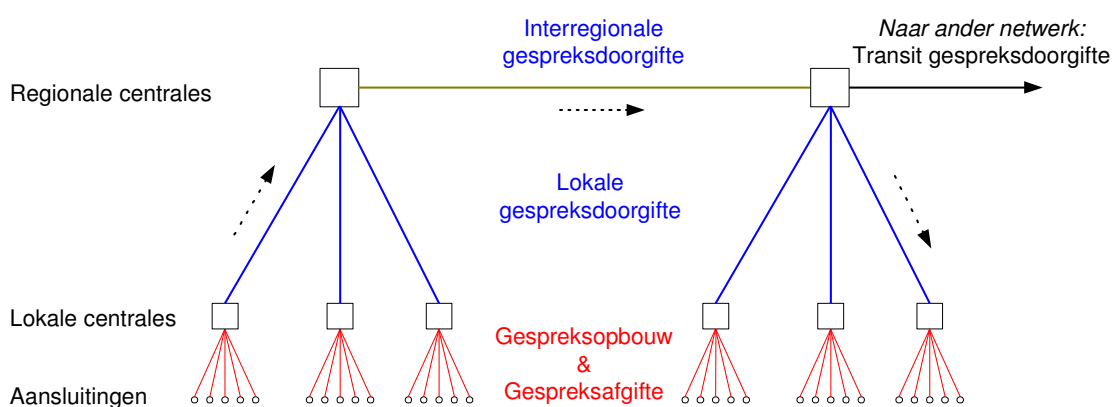 Interregionale
gespreksdoorgifte
Naar ander netwerk:
Transit gespreksdoorgifte
Regionale centrales
Lokale
gespreksdoorgifte
Lokale centrales
Gespreksopbouw
&
Gespreksafgifte
Aansluitingen